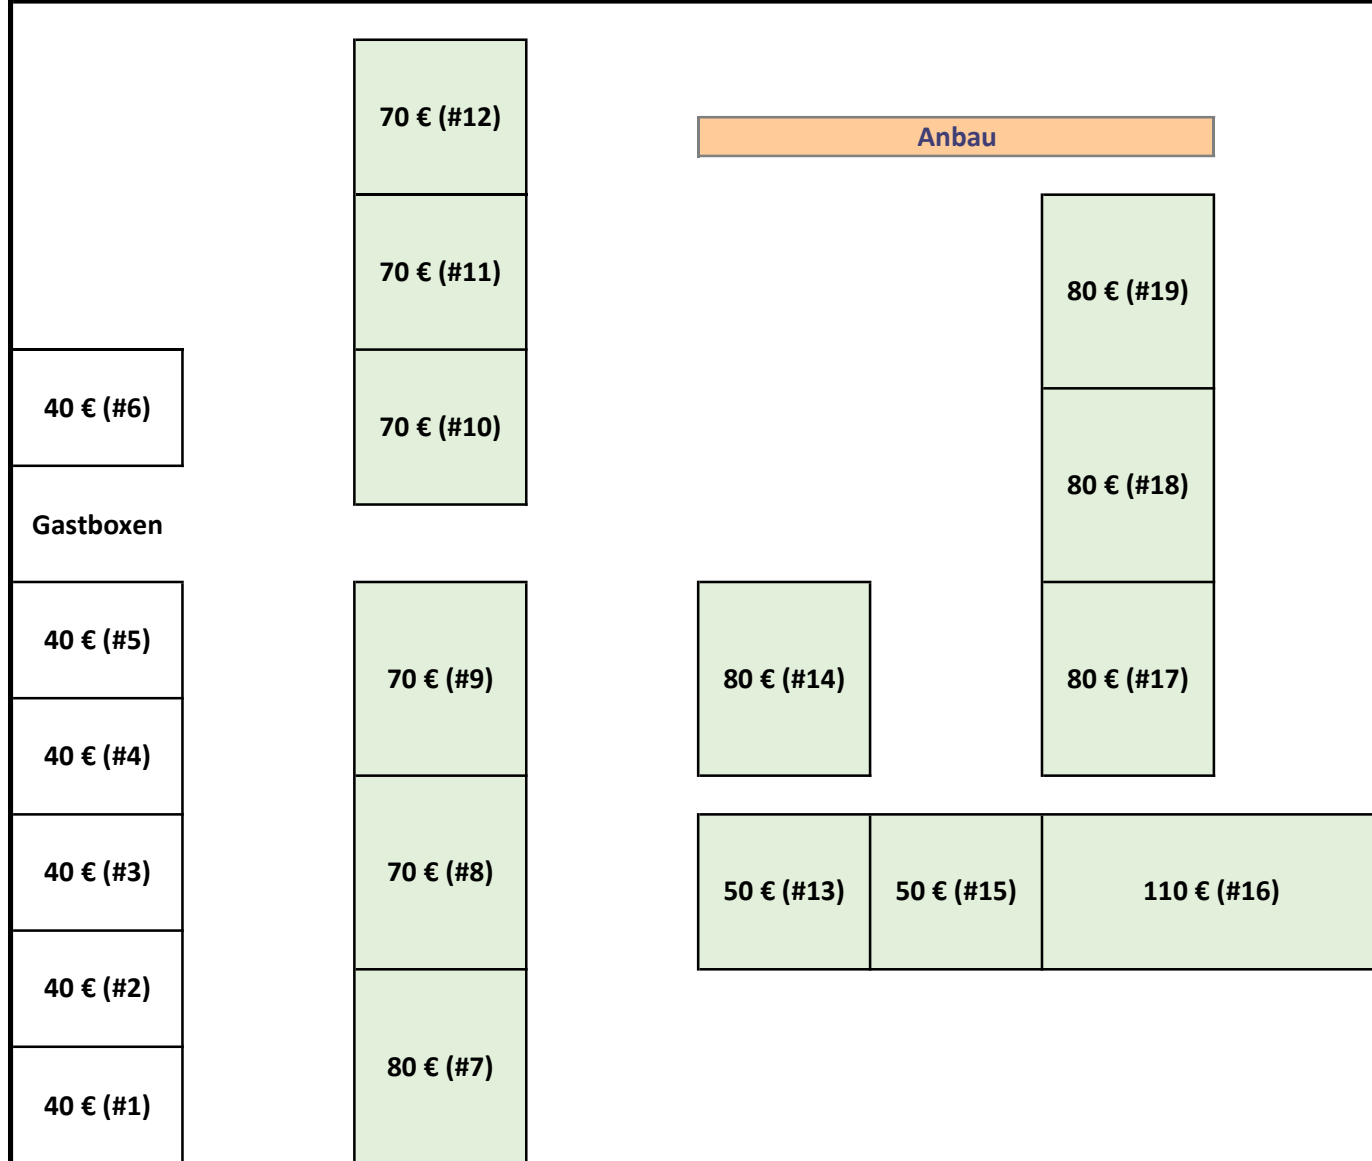 70 € (#12)
Anbau
70 € (#11)
80 € (#19)
40 € (#6)
70 € (#10)
80 € (#18)
Gastboxen
40 € (#5)
70 € (#9)
80 € (#14)
80 € (#17)
40 € (#4)
40 € (#3)
70 € (#8)
50 € (#13)
50 € (#15)
110 € (#16)
40 € (#2)
80 € (#7)
40 € (#1)